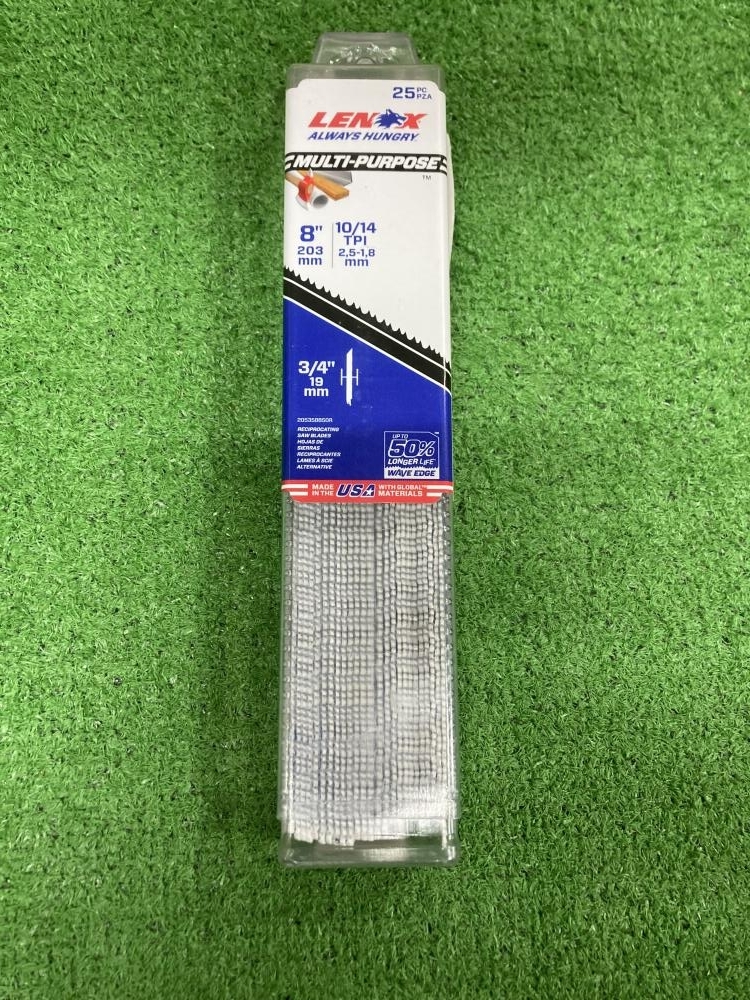 25 PC
PZA
LENOX
ALWAYS HUNGRY.
MULTI-PURPOSE
TM
8"
203
mm
10/14
TPI
2,5-1,8
mm
3/4"
19
mm
20535B850R
RECIPROCATING
SAW BLADES
HOJAS DE
SIERRAS
RECIPROCANTES
LAMES À SCIE
ALTERNATIVE
UP TO
50%
LONGER LIFE
WAVE EDGE
MADE IN THE USA WITH GLOBAL MATERIALS